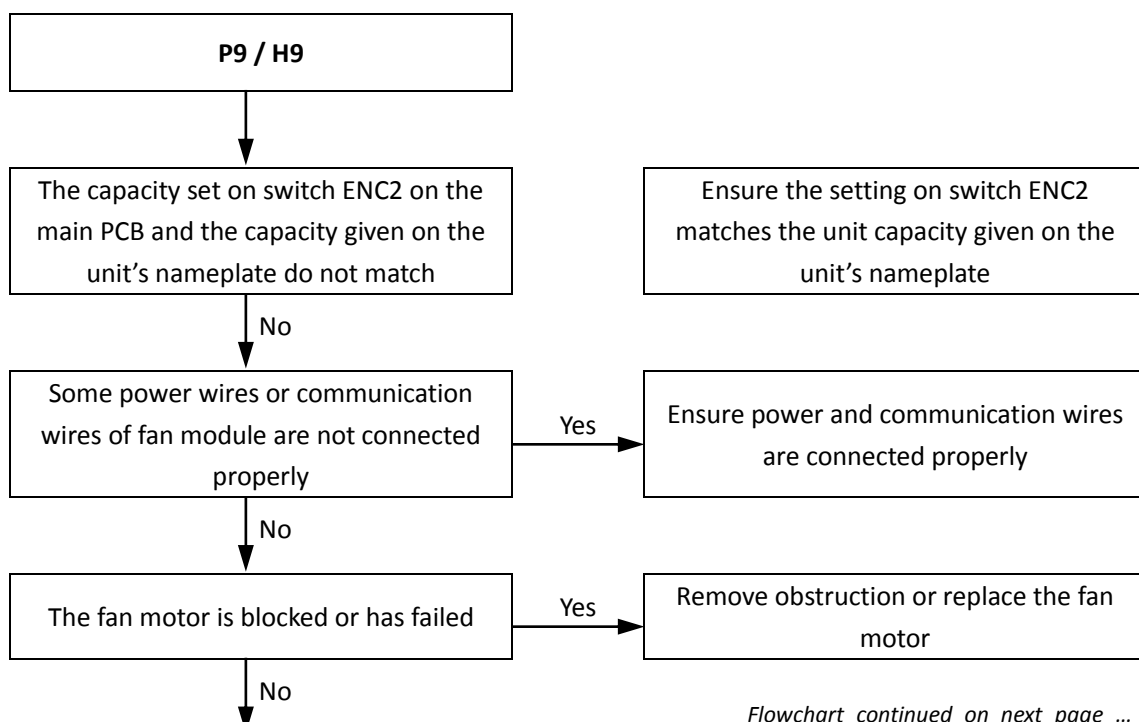 P9 / H9
The capacity set on switch ENC2 on the
main PCB and the capacity given on the
unit’s nameplate do not match
Ensure the setting on switch ENC2
matches the unit capacity given on the
unit’s nameplate
No
Some power wires or communication
wires of fan module are not connected
properly
Yes
Ensure power and communication wires
are connected properly
No
The fan motor is blocked or has failed
Yes
Remove obstruction or replace the fan
motor
No
Flowchart continued on next page ...